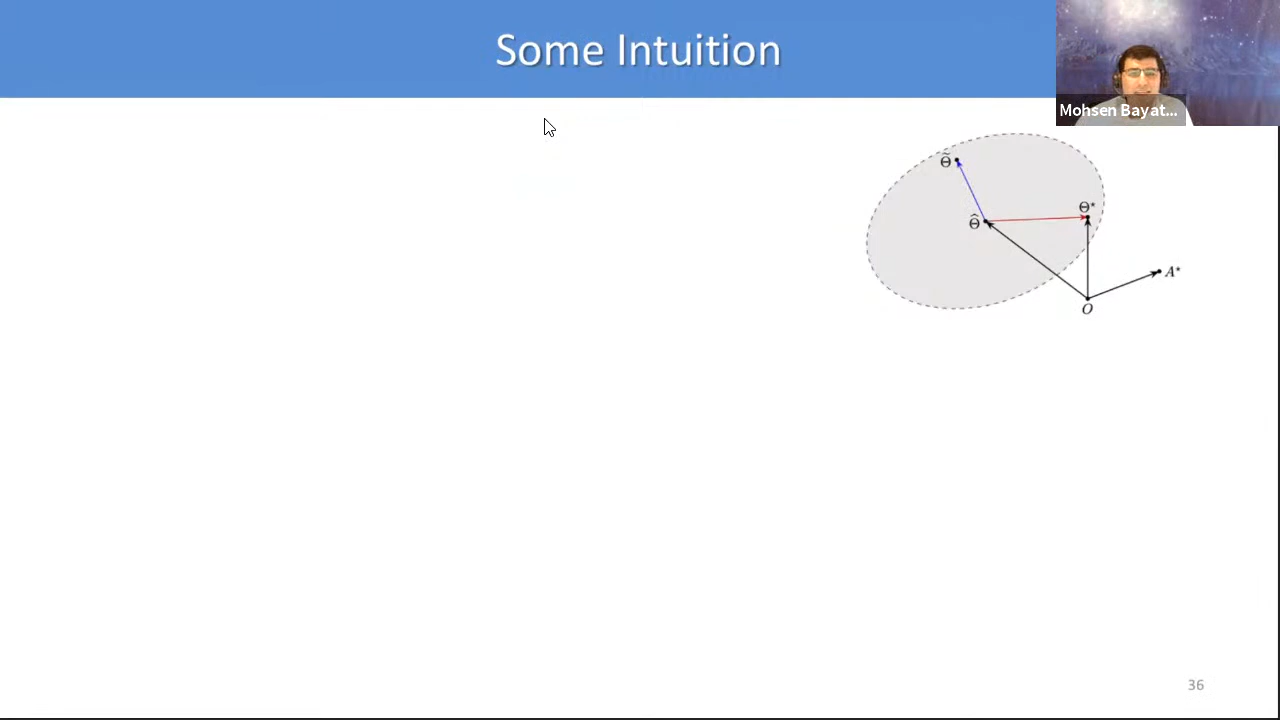 Some Intuition
Mohsen Bayat...
Θ̃
Θ*
Θ̂
A*
O
36